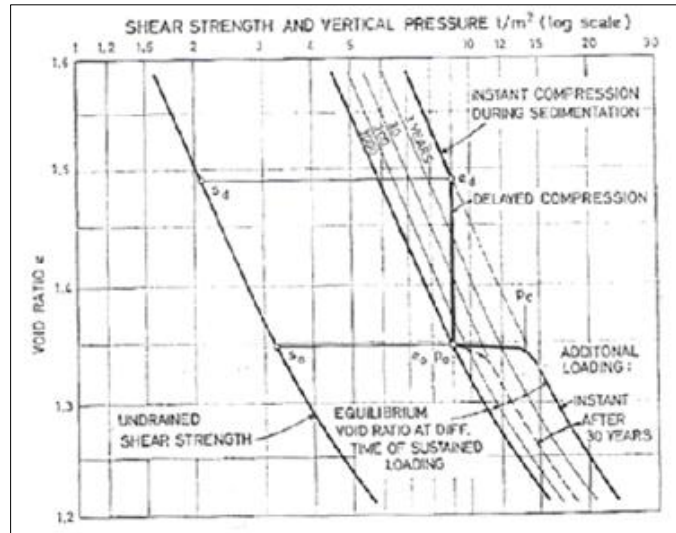 SHEAR STRENGTH AND VERTICAL PRESSURE t/m² (log scale)
1 1,2 1,6 2 3 4 5 10 12 15 20 30
1.6
1.5
1.4
1.3
1.2
VOID RATIO e
INSTANT COMPRESSION
DURING SEDIMENTATION
3 YEARS
30
300
DELAYED COMPRESSION
Pc
ADDITONAL
LOADING:
INSTANT
AFTER
30 YEARS
UNDRAINED
SHEAR STRENGTH
EQUILIBRIUM
VOID RATIO AT DIFF.
TIME OF SUSTAINED
LOADING